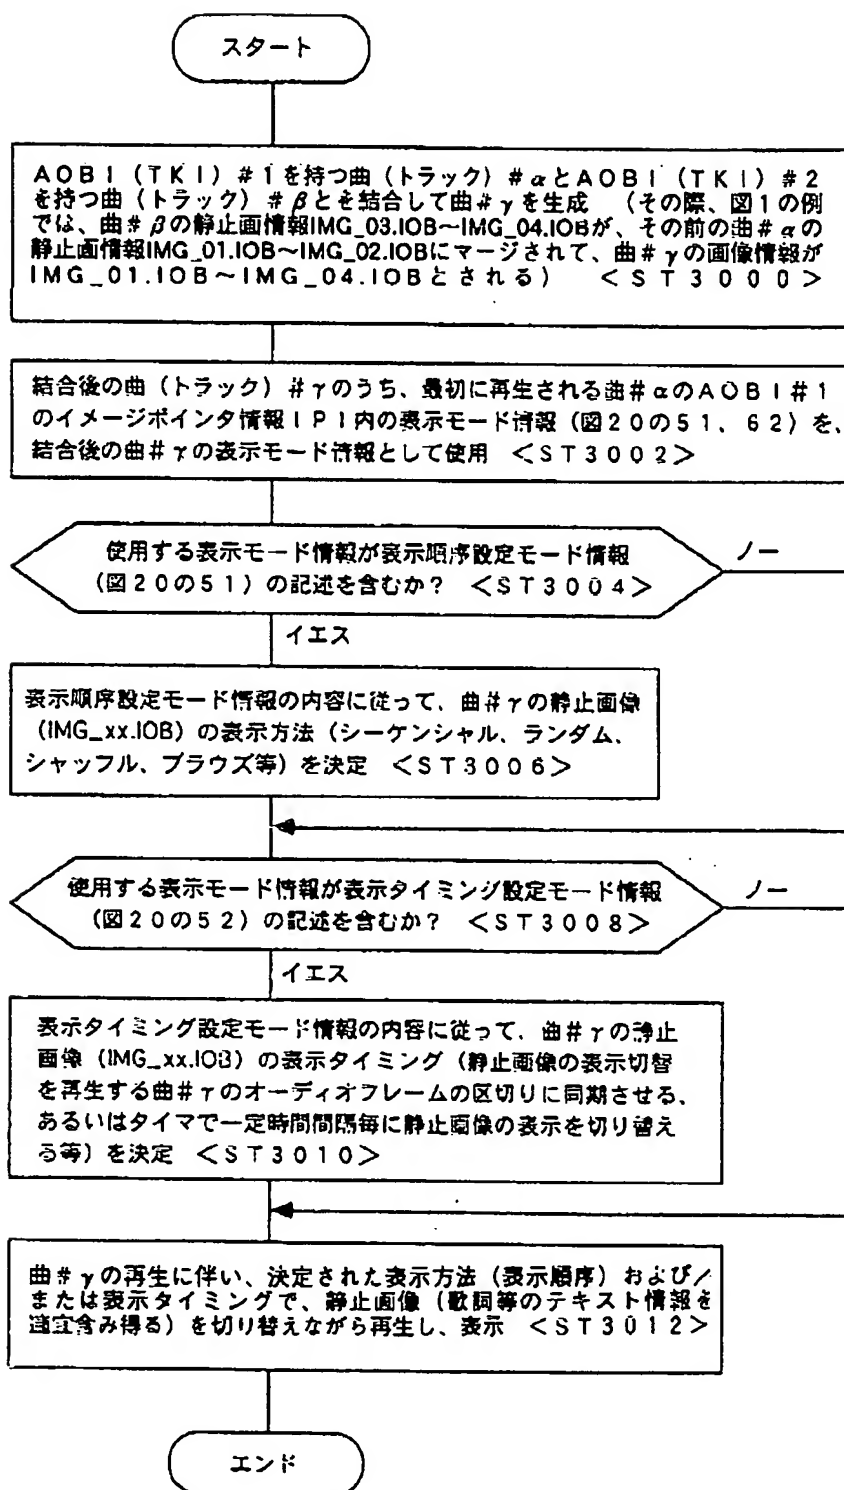 スタート
AOBI(TKI)#1を持つ曲(トラック)#αとAOBI(TKI)#2
を持つ曲(トラック)#βとを結合して曲#γを生成 (その際、図1の例
では、曲#βの静止画情報IMG_03.IOB~IMG_04.IOBが、その前の曲#αの
静止画情報IMG_01.IOB~IMG_02.IOBにマージされて、曲#γの画像情報が
IMG_01.IOB~IMG_04.IOBとされる) <ST3000>
結合後の曲(トラック)#γのうち、最初に再生される曲#αのAOBI#1
のイメージポインタ情報IPI内の表示モード情報(図20の51、62)を、
結合後の曲#γの表示モード情報として使用 <ST3002>
使用する表示モード情報が表示順序設定モード情報 ノー
(図20の51)の記述を含むか? <ST3004>
イエス
表示順序設定モード情報の内容に従って、曲#γの静止画像
(IMG_xx.IOB)の表示方法(シーケンシャル、ランダム、
シャッフル、ブラウズ等)を決定 <ST3006>
使用する表示モード情報が表示タイミング設定モード情報 ノー
(図20の52)の記述を含むか? <ST3008>
イエス
表示タイミング設定モード情報の内容に従って、曲#γの静止
画像(IMG_xx.IOB)の表示タイミング(静止画像の表示切替
を再生する曲#γのオーディオフレームの区切りに同期させる、
あるいはタイマで一定時間間隔毎に静止画像の表示を切り替え
る等)を決定 <ST3010>
曲#γの再生に伴い、決定された表示方法(表示順序)および/
または表示タイミングで、静止画像(歌詞等のテキスト情報を
適宜含み得る)を切り替えながら再生し、表示 <ST3012>
エンド